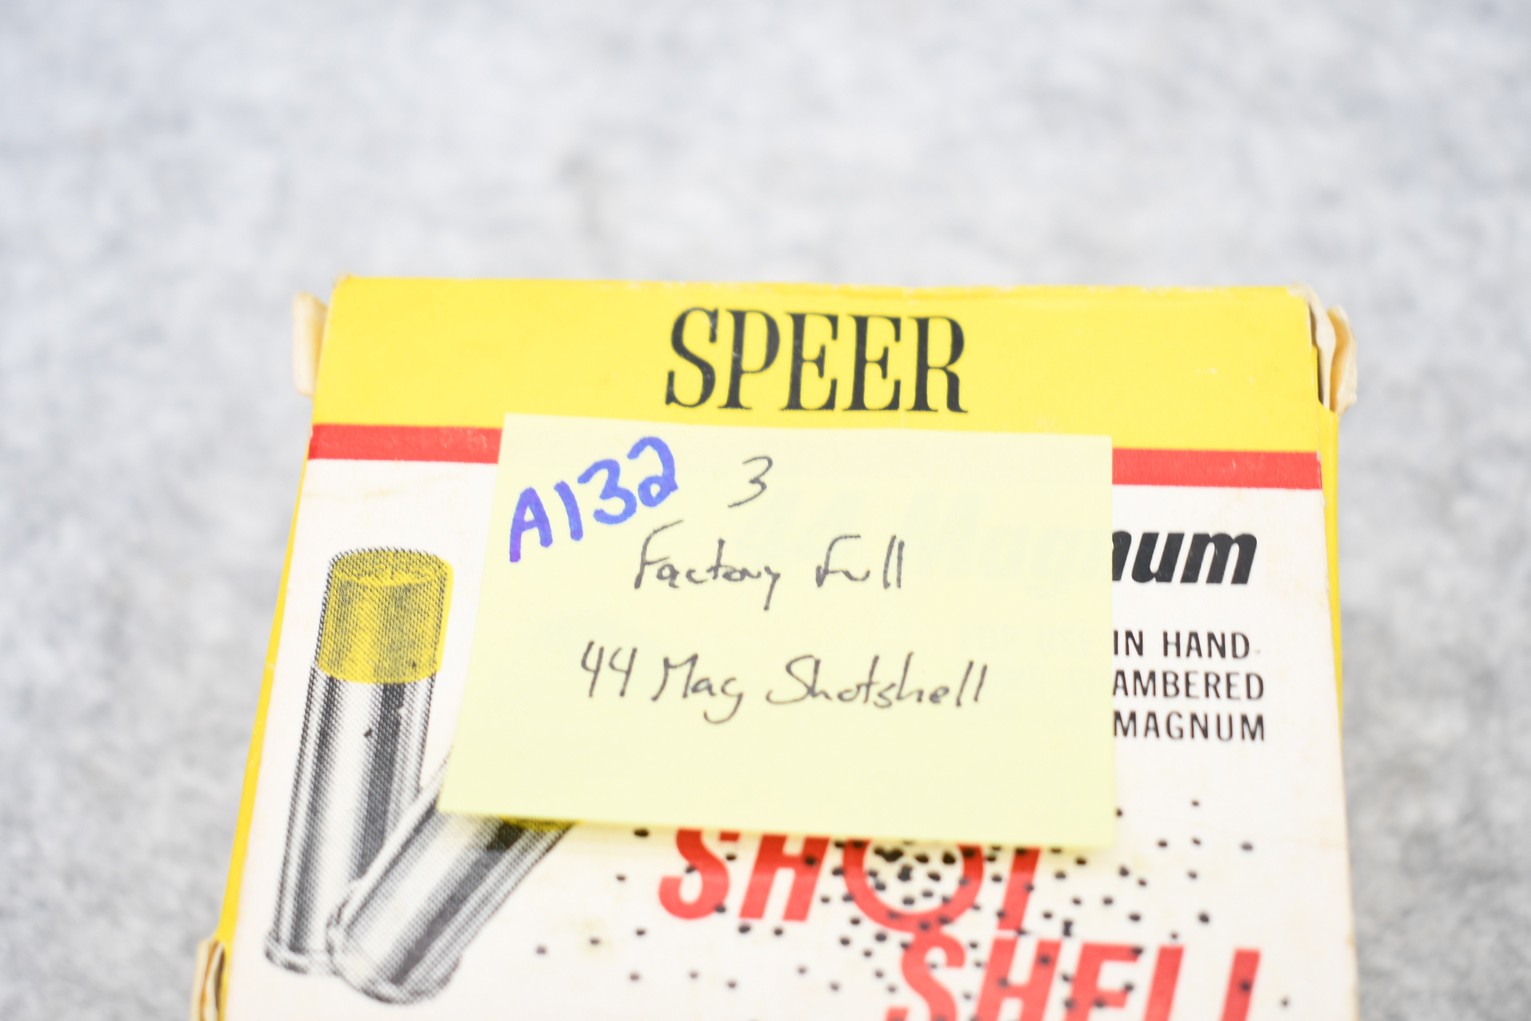 SPEER
A132 3
Factory Full
44 Mag Shotshell
num
IN HAND-
AMBERED
MAGNUM
SHOT
SHELL